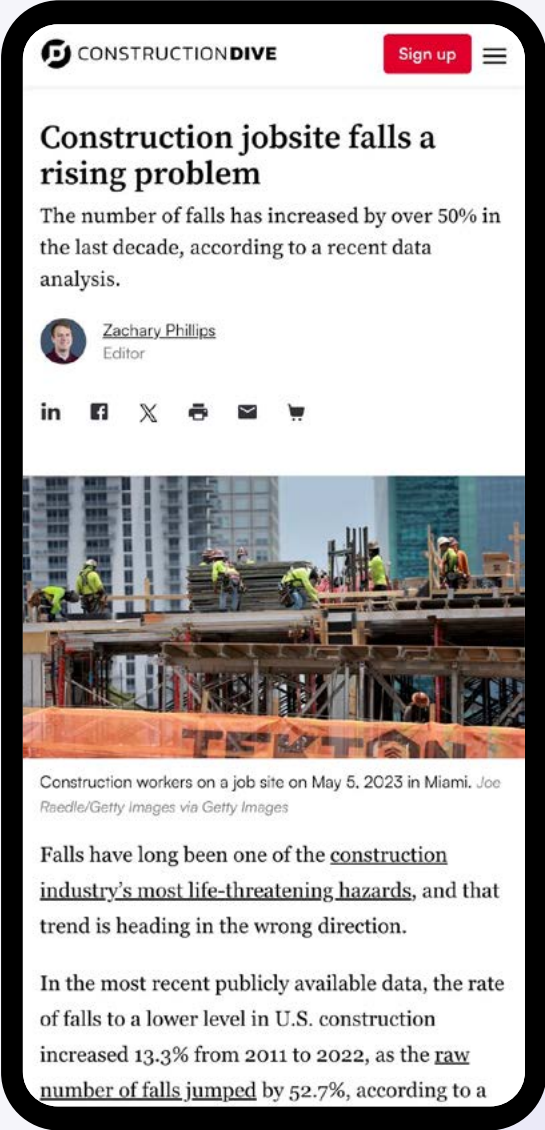 CONSTRUCTIONDIVE
Sign up
Construction jobsite falls a
rising problem
The number of falls has increased by over 50% in
the last decade, according to a recent data
analysis.
Zachary Phillips
Editor
TEKTON
Construction workers on a job site on May 5, 2023 in Miami. Joe
Raedle/Getty Images via Getty Images
Falls have long been one of the construction
industry's most life-threatening hazards, and that
trend is heading in the wrong direction.
In the most recent publicly available data, the rate
of falls to a lower level in U.S. construction
increased 13.3% from 2011 to 2022, as the raw
number of falls jumped by 52.7%, according to a